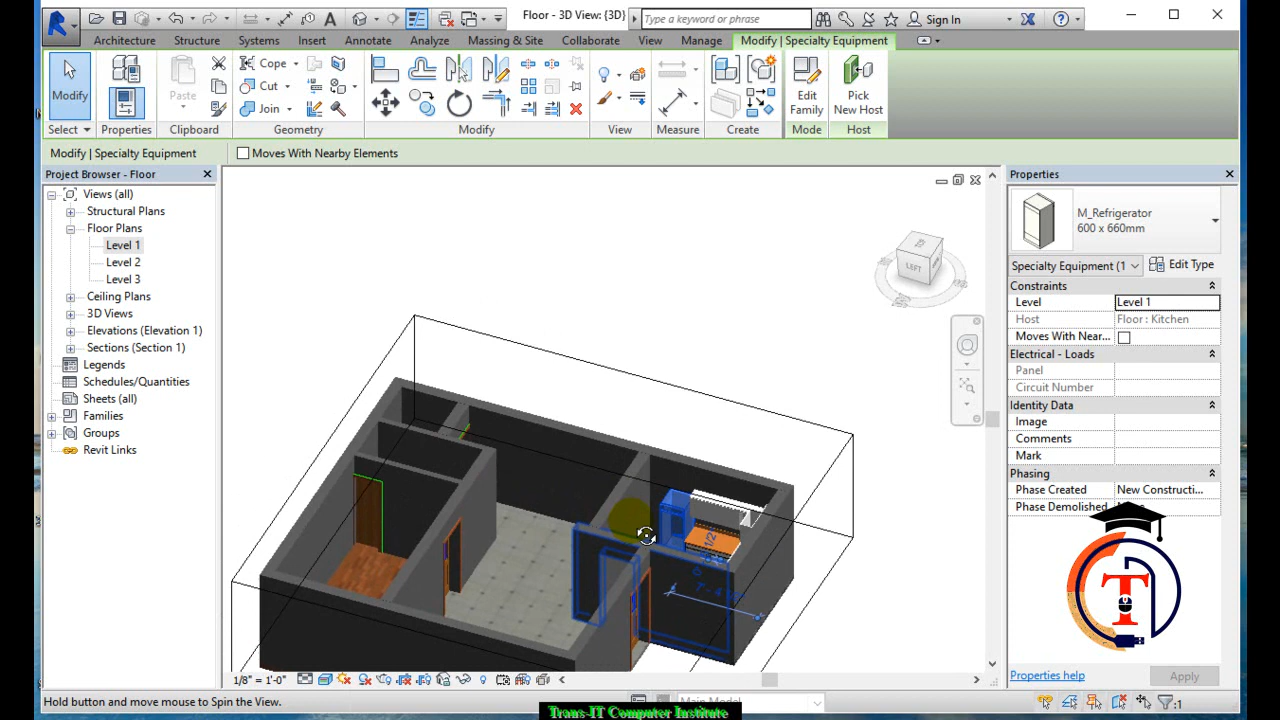 Floor - 3D View: {3D}
Type a keyword or phrase
Sign In
Architecture Structure Systems Insert Annotate Analyze Massing & Site Collaborate View Manage Modify | Specialty Equipment
Modify
Paste
Cope
Cut
Join
Edit Family
Pick New Host
Select Properties Clipboard Geometry Modify View Measure Create Mode Host
Modify | Specialty Equipment
Moves With Nearby Elements
Project Browser - Floor
Views (all)
Structural Plans
Floor Plans
Level 1
Level 2
Level 3
Ceiling Plans
3D Views
Elevations (Elevation 1)
Sections (Section 1)
Legends
Schedules/Quantities
Sheets (all)
Families
Groups
Revit Links
LEFT
Properties
M_Refrigerator
600 x 660mm
Specialty Equipment (1
Edit Type
Constraints
Level Level 1
Host Floor : Kitchen
Moves With Near...
Electrical - Loads
Panel
Circuit Number
Identity Data
Image
Comments
Mark
Phasing
Phase Created New Constructi...
Phase Demolished
T
Properties help
Apply
1/8" = 1'-0"
Hold button and move mouse to Spin the View.
Main Model
:1
Trans-IT Computer Institute